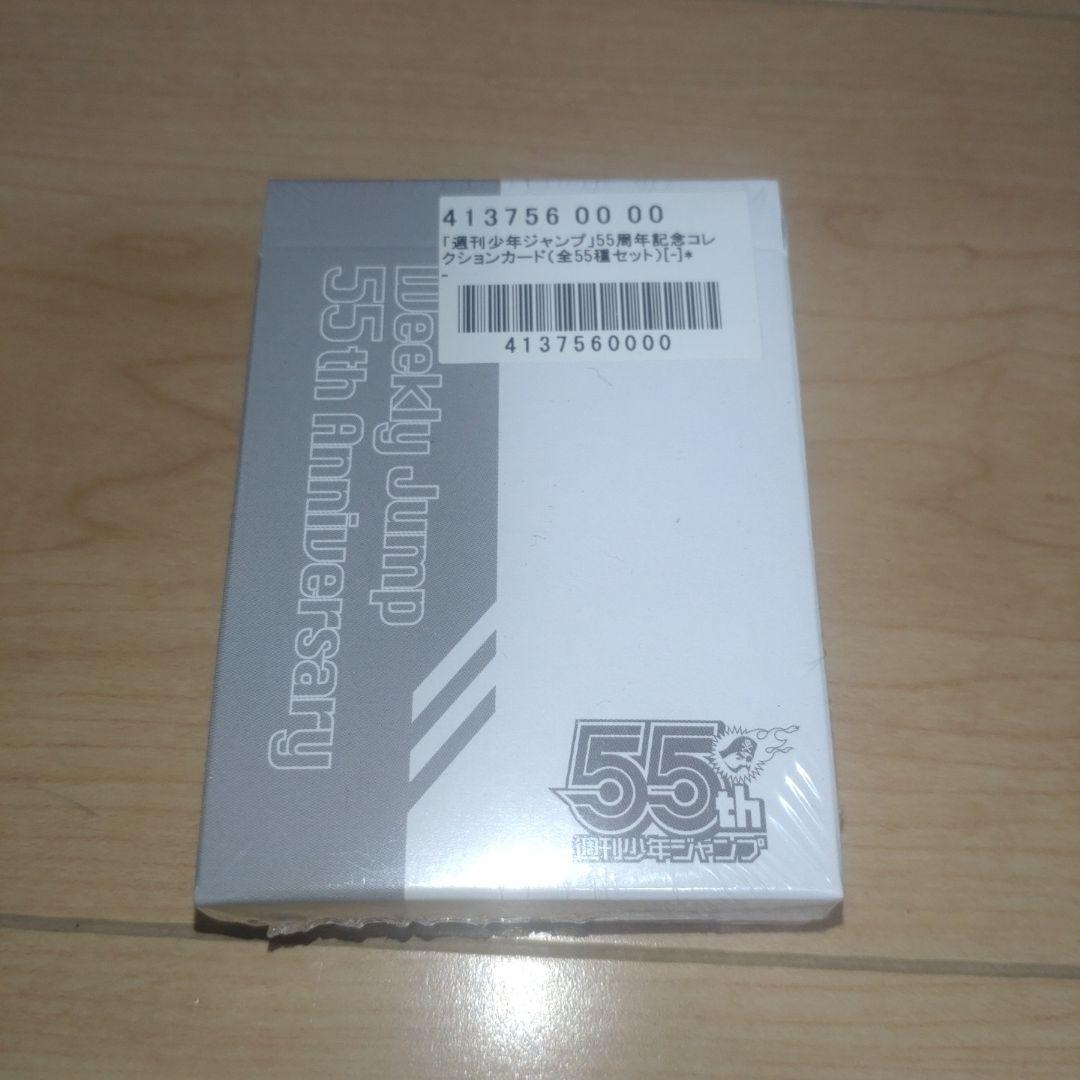 413756 00 00
「週刊少年ジャンプ」55周年記念コレ
クションカード(全55種セット)[-]*
-
4137560000
Weekly Jump
55th Anniversary
55th
週刊少年ジャンプ